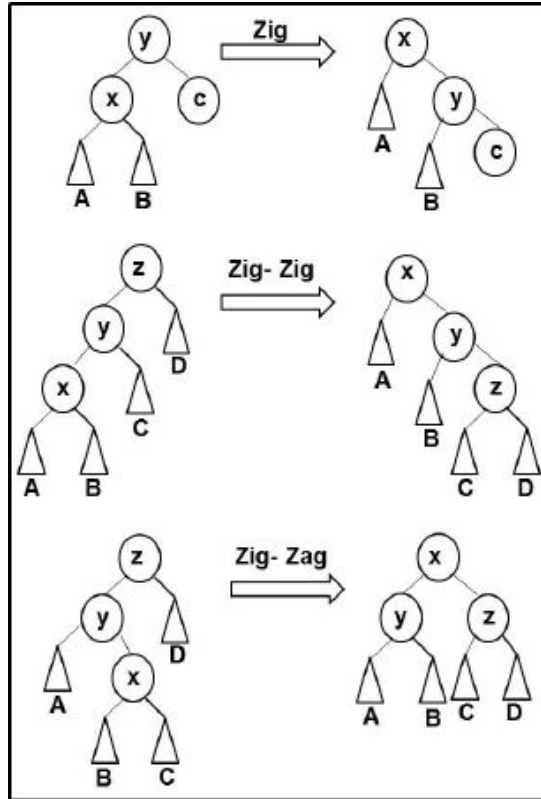 y Zig x
x c y
A c
A B B
z Zig- Zig x
y y
D A
x z
C B
A B C D
z Zig- Zag x
y y z
D
A x
A B C D
B C